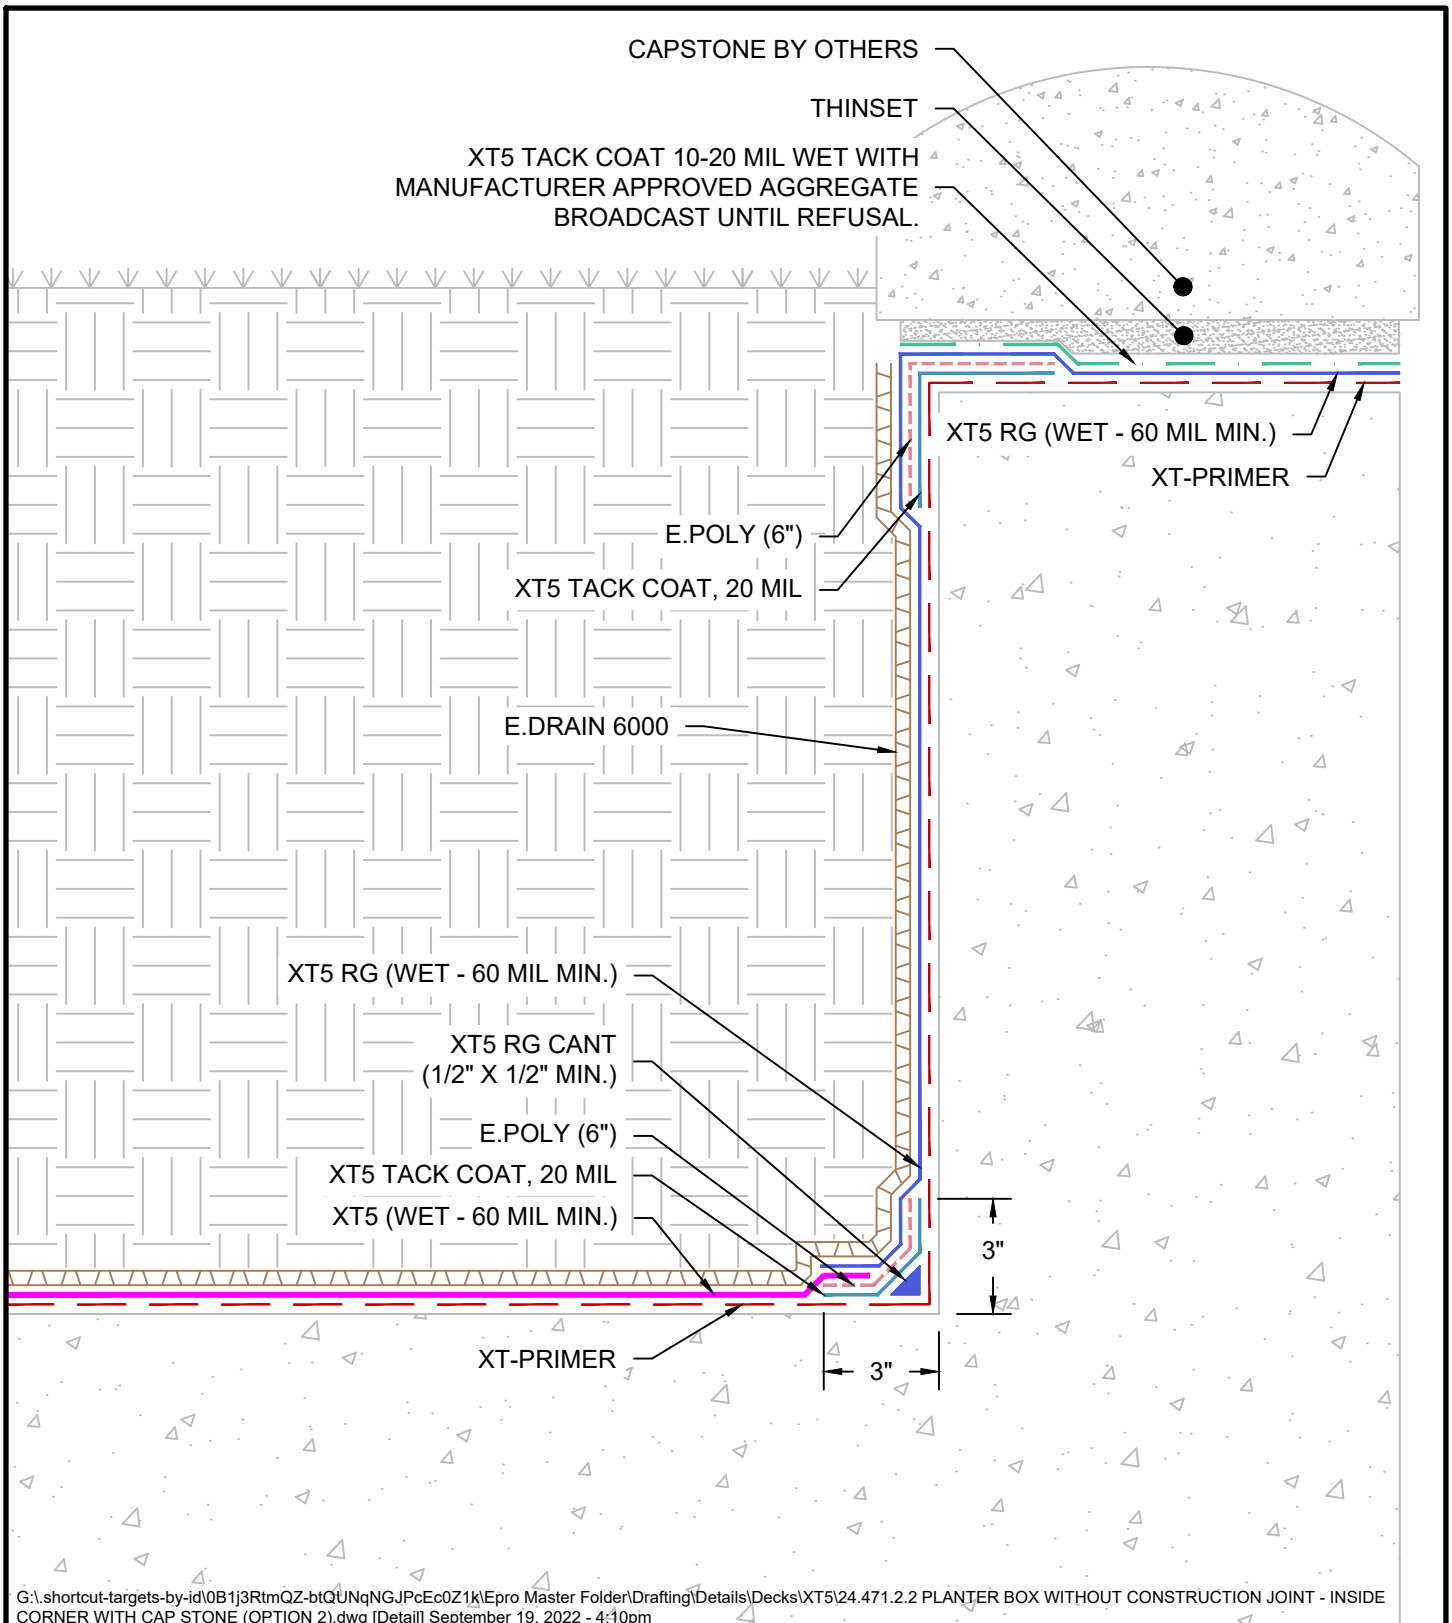 CAPSTONE BY OTHERS
THINSET
XT5 TACK COAT 10-20 MIL WET WITH
MANUFACTURER APPROVED AGGREGATE
BROADCAST UNTIL REFUSAL.
XT5 RG (WET - 60 MIL MIN.)
XT-PRIMER
E.POLY (6")
XT5 TACK COAT, 20 MIL
E.DRAIN 6000
XT5 RG (WET - 60 MIL MIN.)
XT5 RG CANT
(1/2" X 1/2" MIN.)
E.POLY (6")
XT5 TACK COAT, 20 MIL
XT5 (WET - 60 MIL MIN.)
3"
XT-PRIMER
3"
G:\.shortcut-targets-by-id\0B1j3RtmQZ-btQUNqNGJPcEc0Z1k\Epro Master Folder\Drafting\Details\Decks\XT5\24.471.2.2 PLANTER BOX WITHOUT CONSTRUCTION JOINT - INSIDE
CORNER WITH CAP STONE (OPTION 2).dwg [Detail] September 19, 2022 - 4:10pm